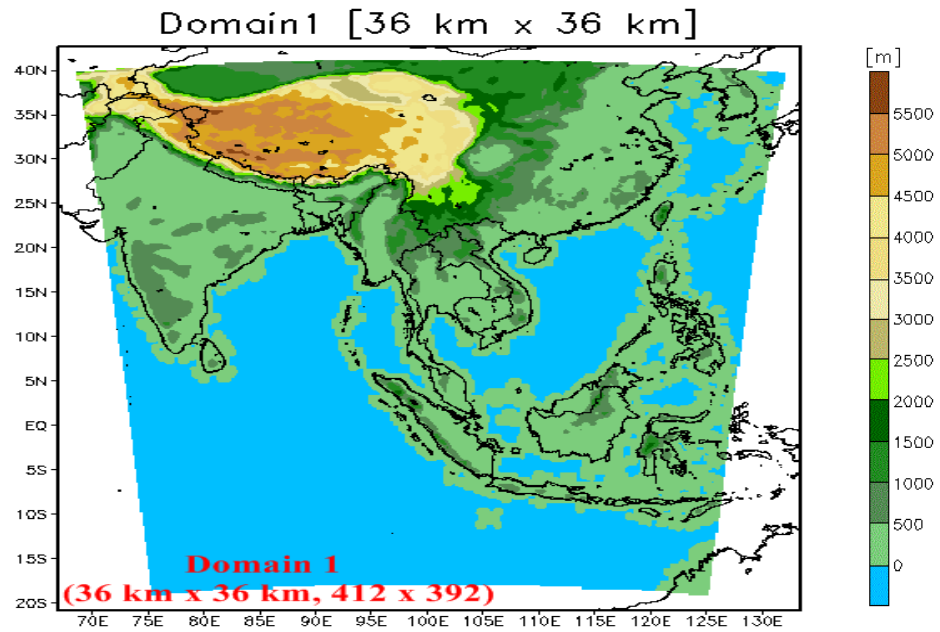 Domain1 [36 km x 36 km]
[m]
40N
35N
30N
25N
20N
15N
10N
5N
EQ
5S
10S
15S
20S
5500
5000
4500
4000
3500
3000
2500
2000
1500
1000
500
0
Domain 1
(36 km x 36 km, 412 x 392)
70E 75E 80E 85E 90E 95E 100E 105E 110E 115E 120E 125E 130E